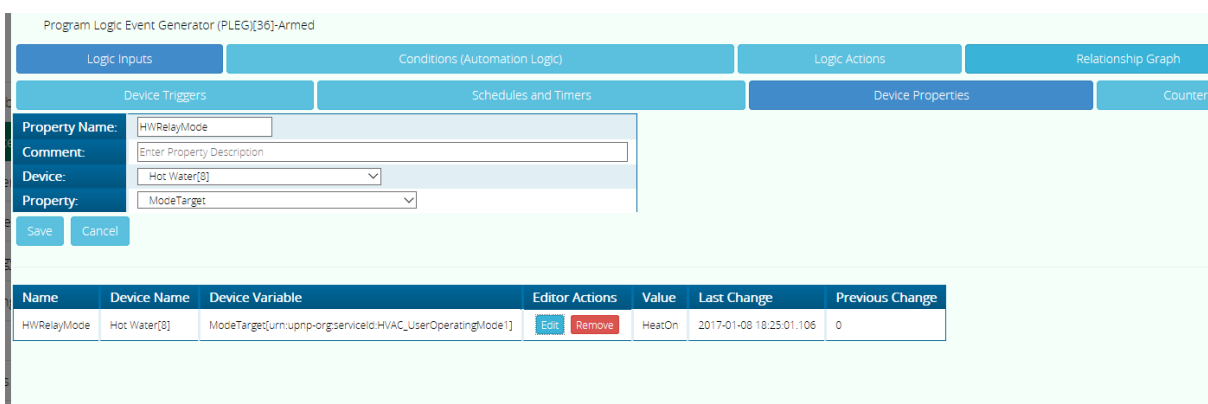 Program Logic Event Generator (PLEG)[36]-Armed
Logic Inputs Conditions (Automation Logic) Logic Actions Relationship Graph
Device Triggers Schedules and Timers Device Properties Counter
Property Name: HWRelayMode
Comment: Enter Property Description
Device: Hot Water[8]
Property: ModeTarget
Save Cancel
Name Device Name Device Variable Editor Actions Value Last Change Previous Change
HWRelayMode Hot Water[8] ModeTarget[urn:upnp-org:serviceId:HVAC_UserOperatingMode1] Edit Remove HeatOn 2017-01-08 18:25:01.106 0